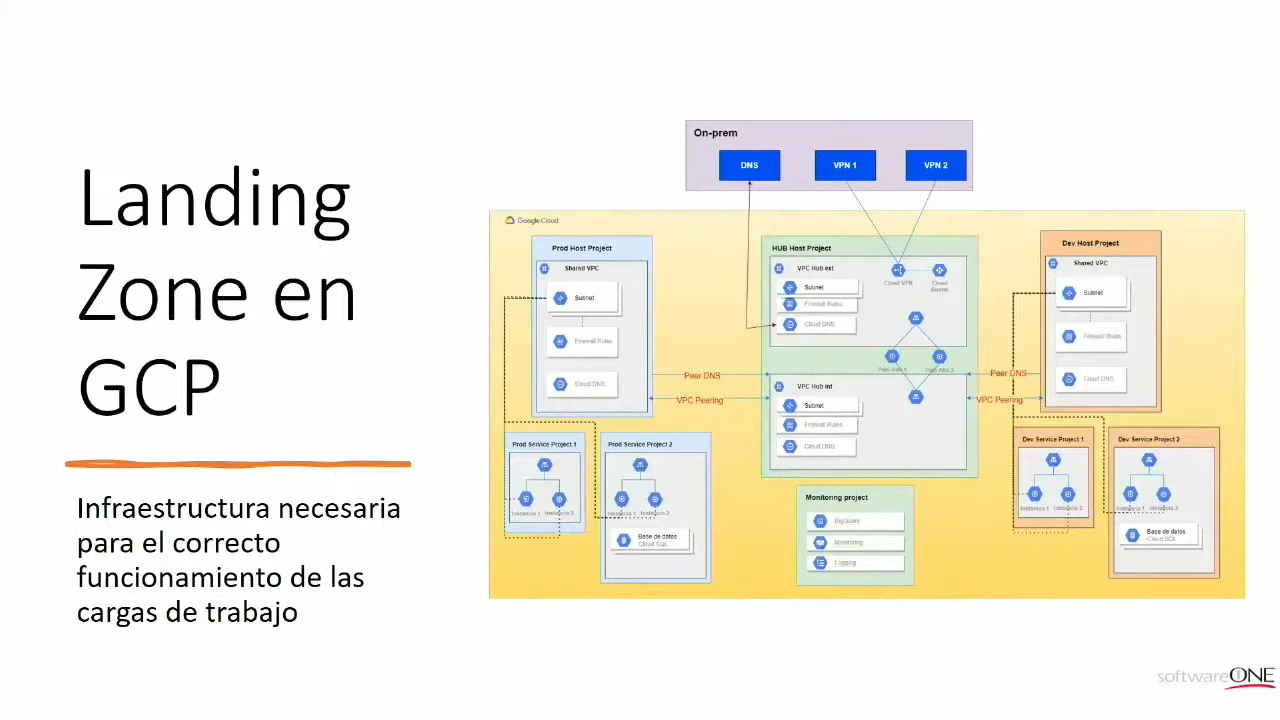 Landing
Zone en
GCP
Infraestructura necesaria
para el correcto
funcionamiento de las
cargas de trabajo
On-prem
DNS
VPN 1
VPN 2
Google Cloud
Prod Host Project
Shared VPC
Subnet
Firewall Rules
Cloud DNS
Prod Service Project 1
Instancia 1
Instancia 2
Prod Service Project 2
Instancia 1
Instancia 2
Base de datos
Cloud SQL
Peer DNS
VPC Peering
HUB Host Project
VPC Hub ext
Subnet
Firewall Rules
Cloud DNS
Cloud VPN
Cloud
Router
Palo Alto 1
Palo Alto 2
VPC Hub int
Subnet
Firewall Rules
Cloud DNS
Monitoring project
BigQuery
Monitoring
Logging
Peer DNS
VPC Peering
Dev Host Project
Shared VPC
Subnet
Firewall Rules
Cloud DNS
Dev Service Project 1
Instancia 1
Instancia 2
Dev Service Project 2
Instancia 1
Instancia 2
Base de datos
Cloud SQL
softwareONE